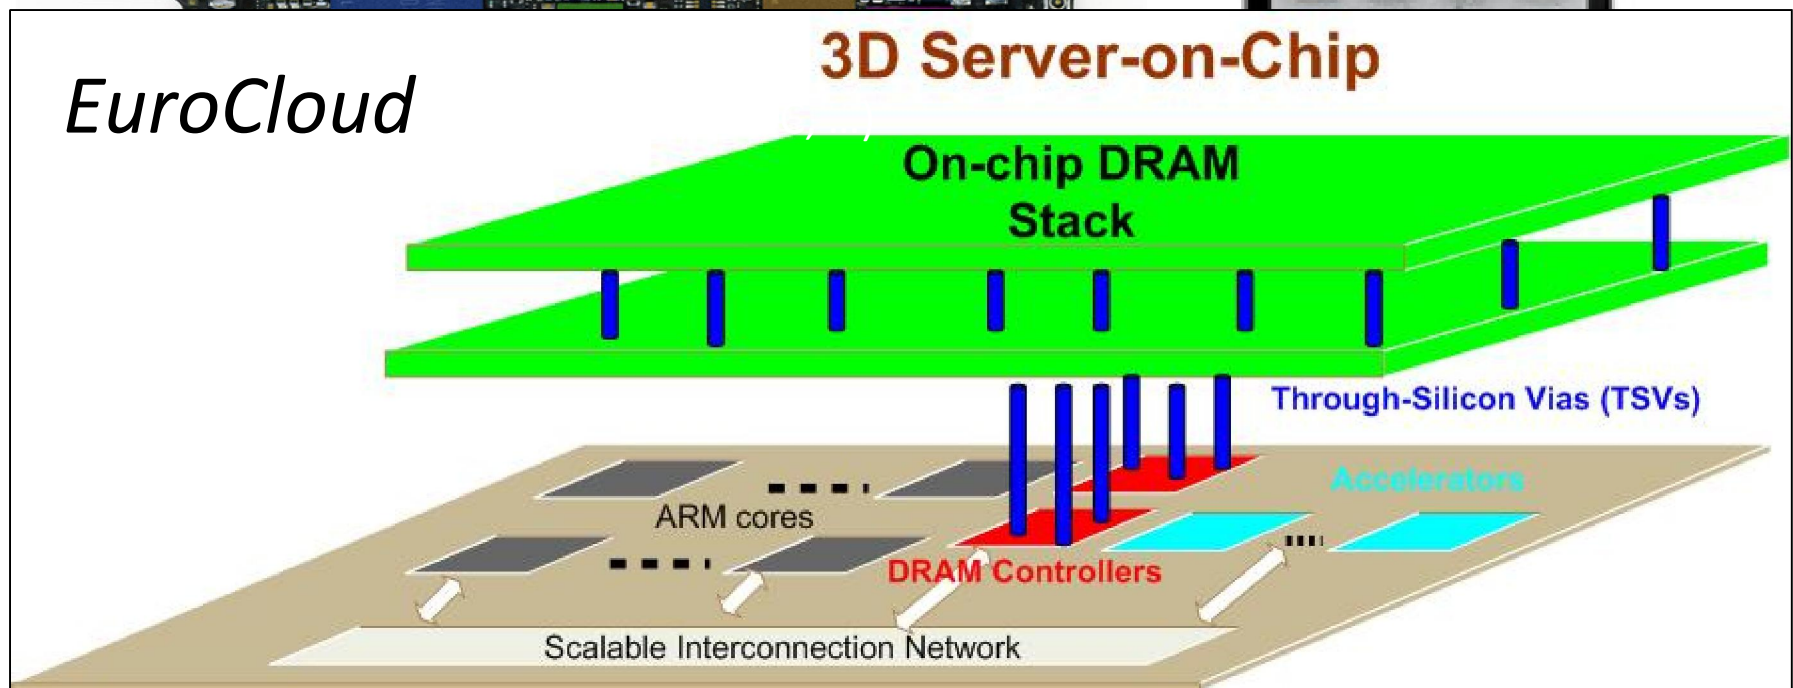 3D Server-on-Chip
EuroCloud
On-chip DRAM
Stack
Through-Silicon Vias (TSVs)
Accelerators
ARM cores
DRAM Controllers
Scalable Interconnection Network